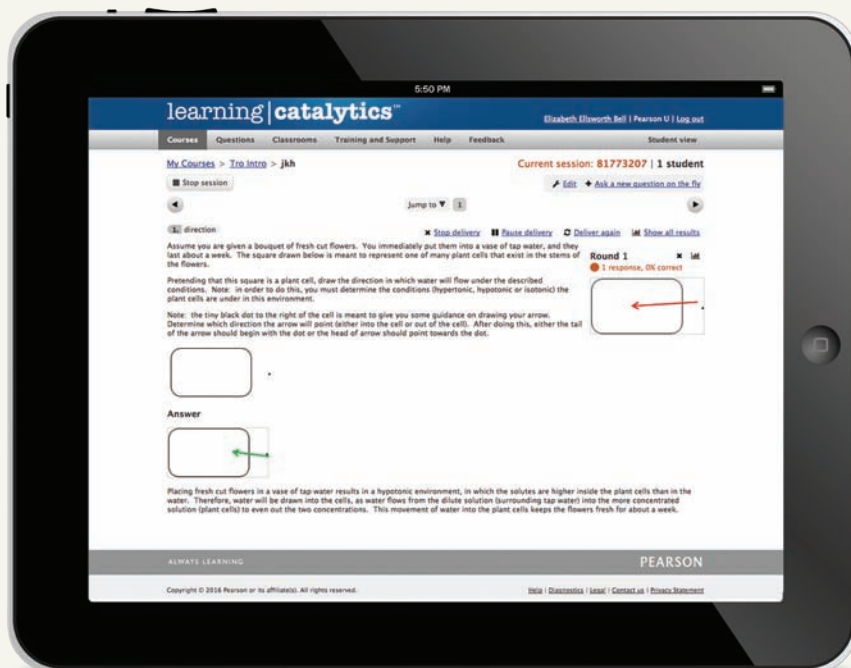 5:50 PM
learning|catalytics™
Elizabeth Ellsworth Bell | Pearson U | Log out
Courses Questions Classrooms Training and Support Help Feedback Student view
My Courses > Tro Intro > jkh
Current session: 81773207 | 1 student
Stop session
Edit Ask a new question on the fly
Jump to ▼ 1
1. direction
Stop delivery Pause delivery Deliver again Show all results
Assume you are given a bouquet of fresh cut flowers. You immediately put them into a vase of tap water, and they
last about a week. The square drawn below is meant to represent one of many plant cells that exist in the stems of
the flowers.
Round 1
1 response, 0% correct
Pretending that this square is a plant cell, draw the direction in which water will flow under the described
conditions. Note: in order to do this, you must determine the conditions (hypertonic, hypotonic or isotonic) the
plant cells are under in this environment.
Note: the tiny black dot to the right of the cell is meant to give you some guidance on drawing your arrow.
Determine which direction the arrow will point (either into the cell or out of the cell). After doing this, either the tail
of the arrow should begin with the dot or the head of arrow should point towards the dot.
Answer
Placing fresh cut flowers in a vase of tap water results in a hypotonic environment, in which the solutes are higher inside the plant cells than in the
water. Therefore, water will be drawn into the cells, as water flows from the dilute solution (surrounding tap water) into the more concentrated
solution (plant cells) to even out the two concentrations. This movement of water into the plant cells keeps the flowers fresh for about a week.
ALWAYS LEARNING
PEARSON
Copyright © 2016 Pearson or its affiliate(s). All rights reserved.
Help | Diagnostics | Legal | Contact us | Privacy Statement